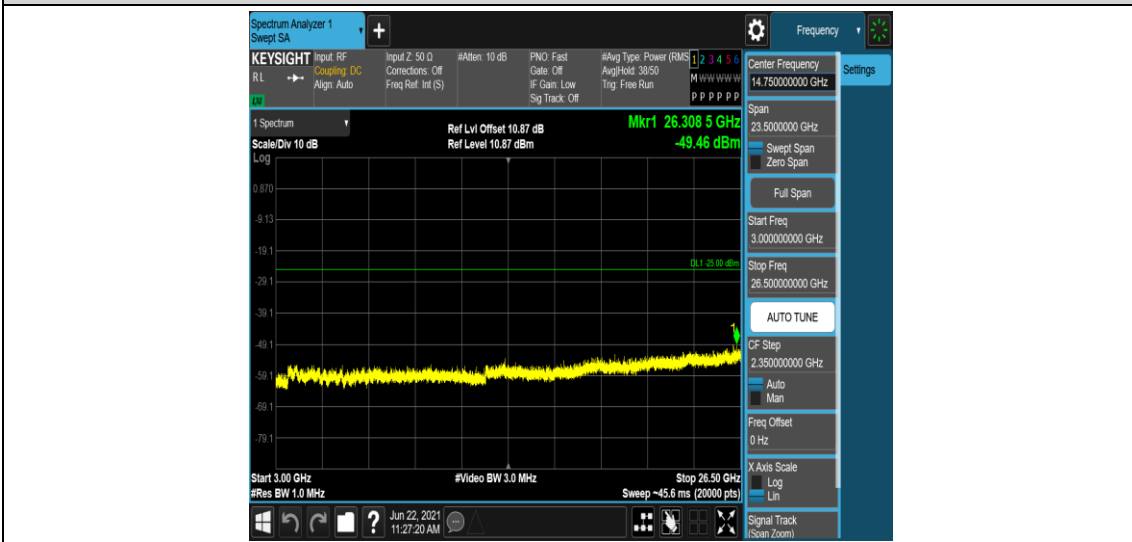 Spectrum Analyzer 1
Swept SA
+
Frequency
KEYSIGHT
RL
LXI
Input: RF
Coupling: DC
Align: Auto
Input Z: 50 Ω
Corrections: Off
Freq Ref: Int (S)
#Atten: 10 dB
PNO: Fast
Gate: Off
IF Gain: Low
Sig Track: Off
#Avg Type: Power (RMS
Avg|Hold: 38/50
Trig: Free Run
1 2 3 4 5 6
M W W W W W
P P P P P P
Center Frequency
14.750000000 GHz
Settings
Span
23.5000000 GHz
Swept Span
Zero Span
Full Span
Start Freq
3.000000000 GHz
Stop Freq
26.500000000 GHz
AUTO TUNE
CF Step
2.350000000 GHz
Auto
Man
Freq Offset
0 Hz
X Axis Scale
Log
Lin
Signal Track
(Span Zoom)
1 Spectrum
Scale/Div 10 dB
Log
Ref Lvl Offset 10.87 dB
Ref Level 10.87 dBm
Mkr1 26.308 5 GHz
-49.46 dBm
0.870
-9.13
-19.1
DL1 -25.00 dBm
-29.1
-39.1
1
-49.1
-59.1
-69.1
-79.1
Start 3.00 GHz
#Res BW 1.0 MHz
#Video BW 3.0 MHz
Stop 26.50 GHz
Sweep ~45.6 ms (20000 pts)
?
Jun 22, 2021
11:27:20 AM